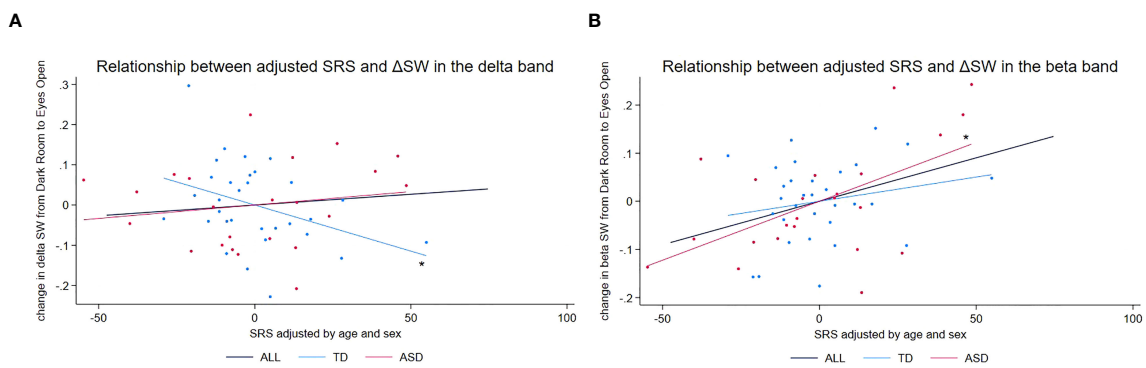 A
Relationship between adjusted SRS and ΔSW in the delta band
change in delta SW from Dark Room to Eyes Open
.3
.2
.1
0
-.1
-.2
*
-50
0
50
100
SRS adjusted by age and sex
ALL
TD
ASD
B
Relationship between adjusted SRS and ΔSW in the beta band
change in beta SW from Dark Room to Eyes Open
.2
.1
0
-.1
-.2
*
-50
0
50
100
SRS adjusted by age and sex
ALL
TD
ASD